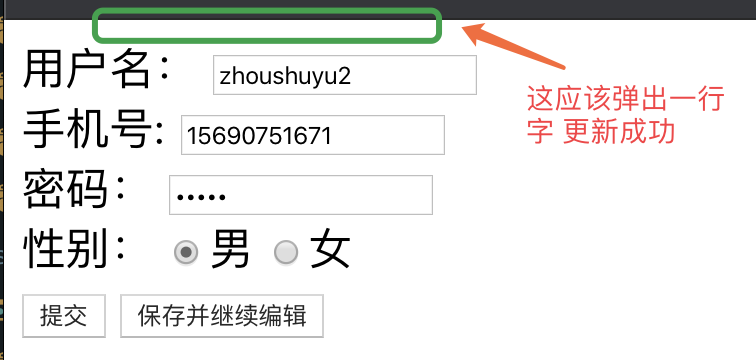 用户名： zhoushuyu2
这应该弹出一行
字 更新成功
手机号: 15690751671
密码： •••••
性别： 男 女
提交 保存并继续编辑